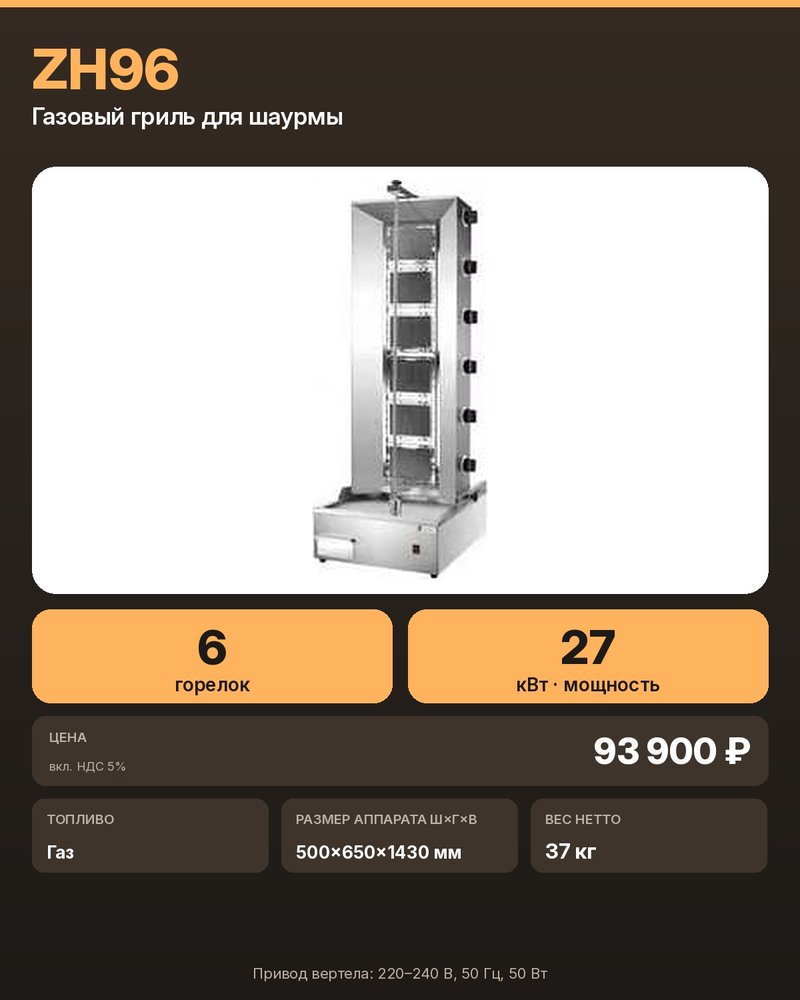 ZH96
Газовый гриль для шаурмы
6
горелок
27
кВт · мощность
ЦЕНА
вкл. НДС 5%
93 900 ₽
ТОПЛИВО
Газ
РАЗМЕР АППАРАТА Ш×Г×В
500×650×1430 мм
ВЕС НЕТТО
37 кг
Привод вертела: 220–240 В, 50 Гц, 50 Вт